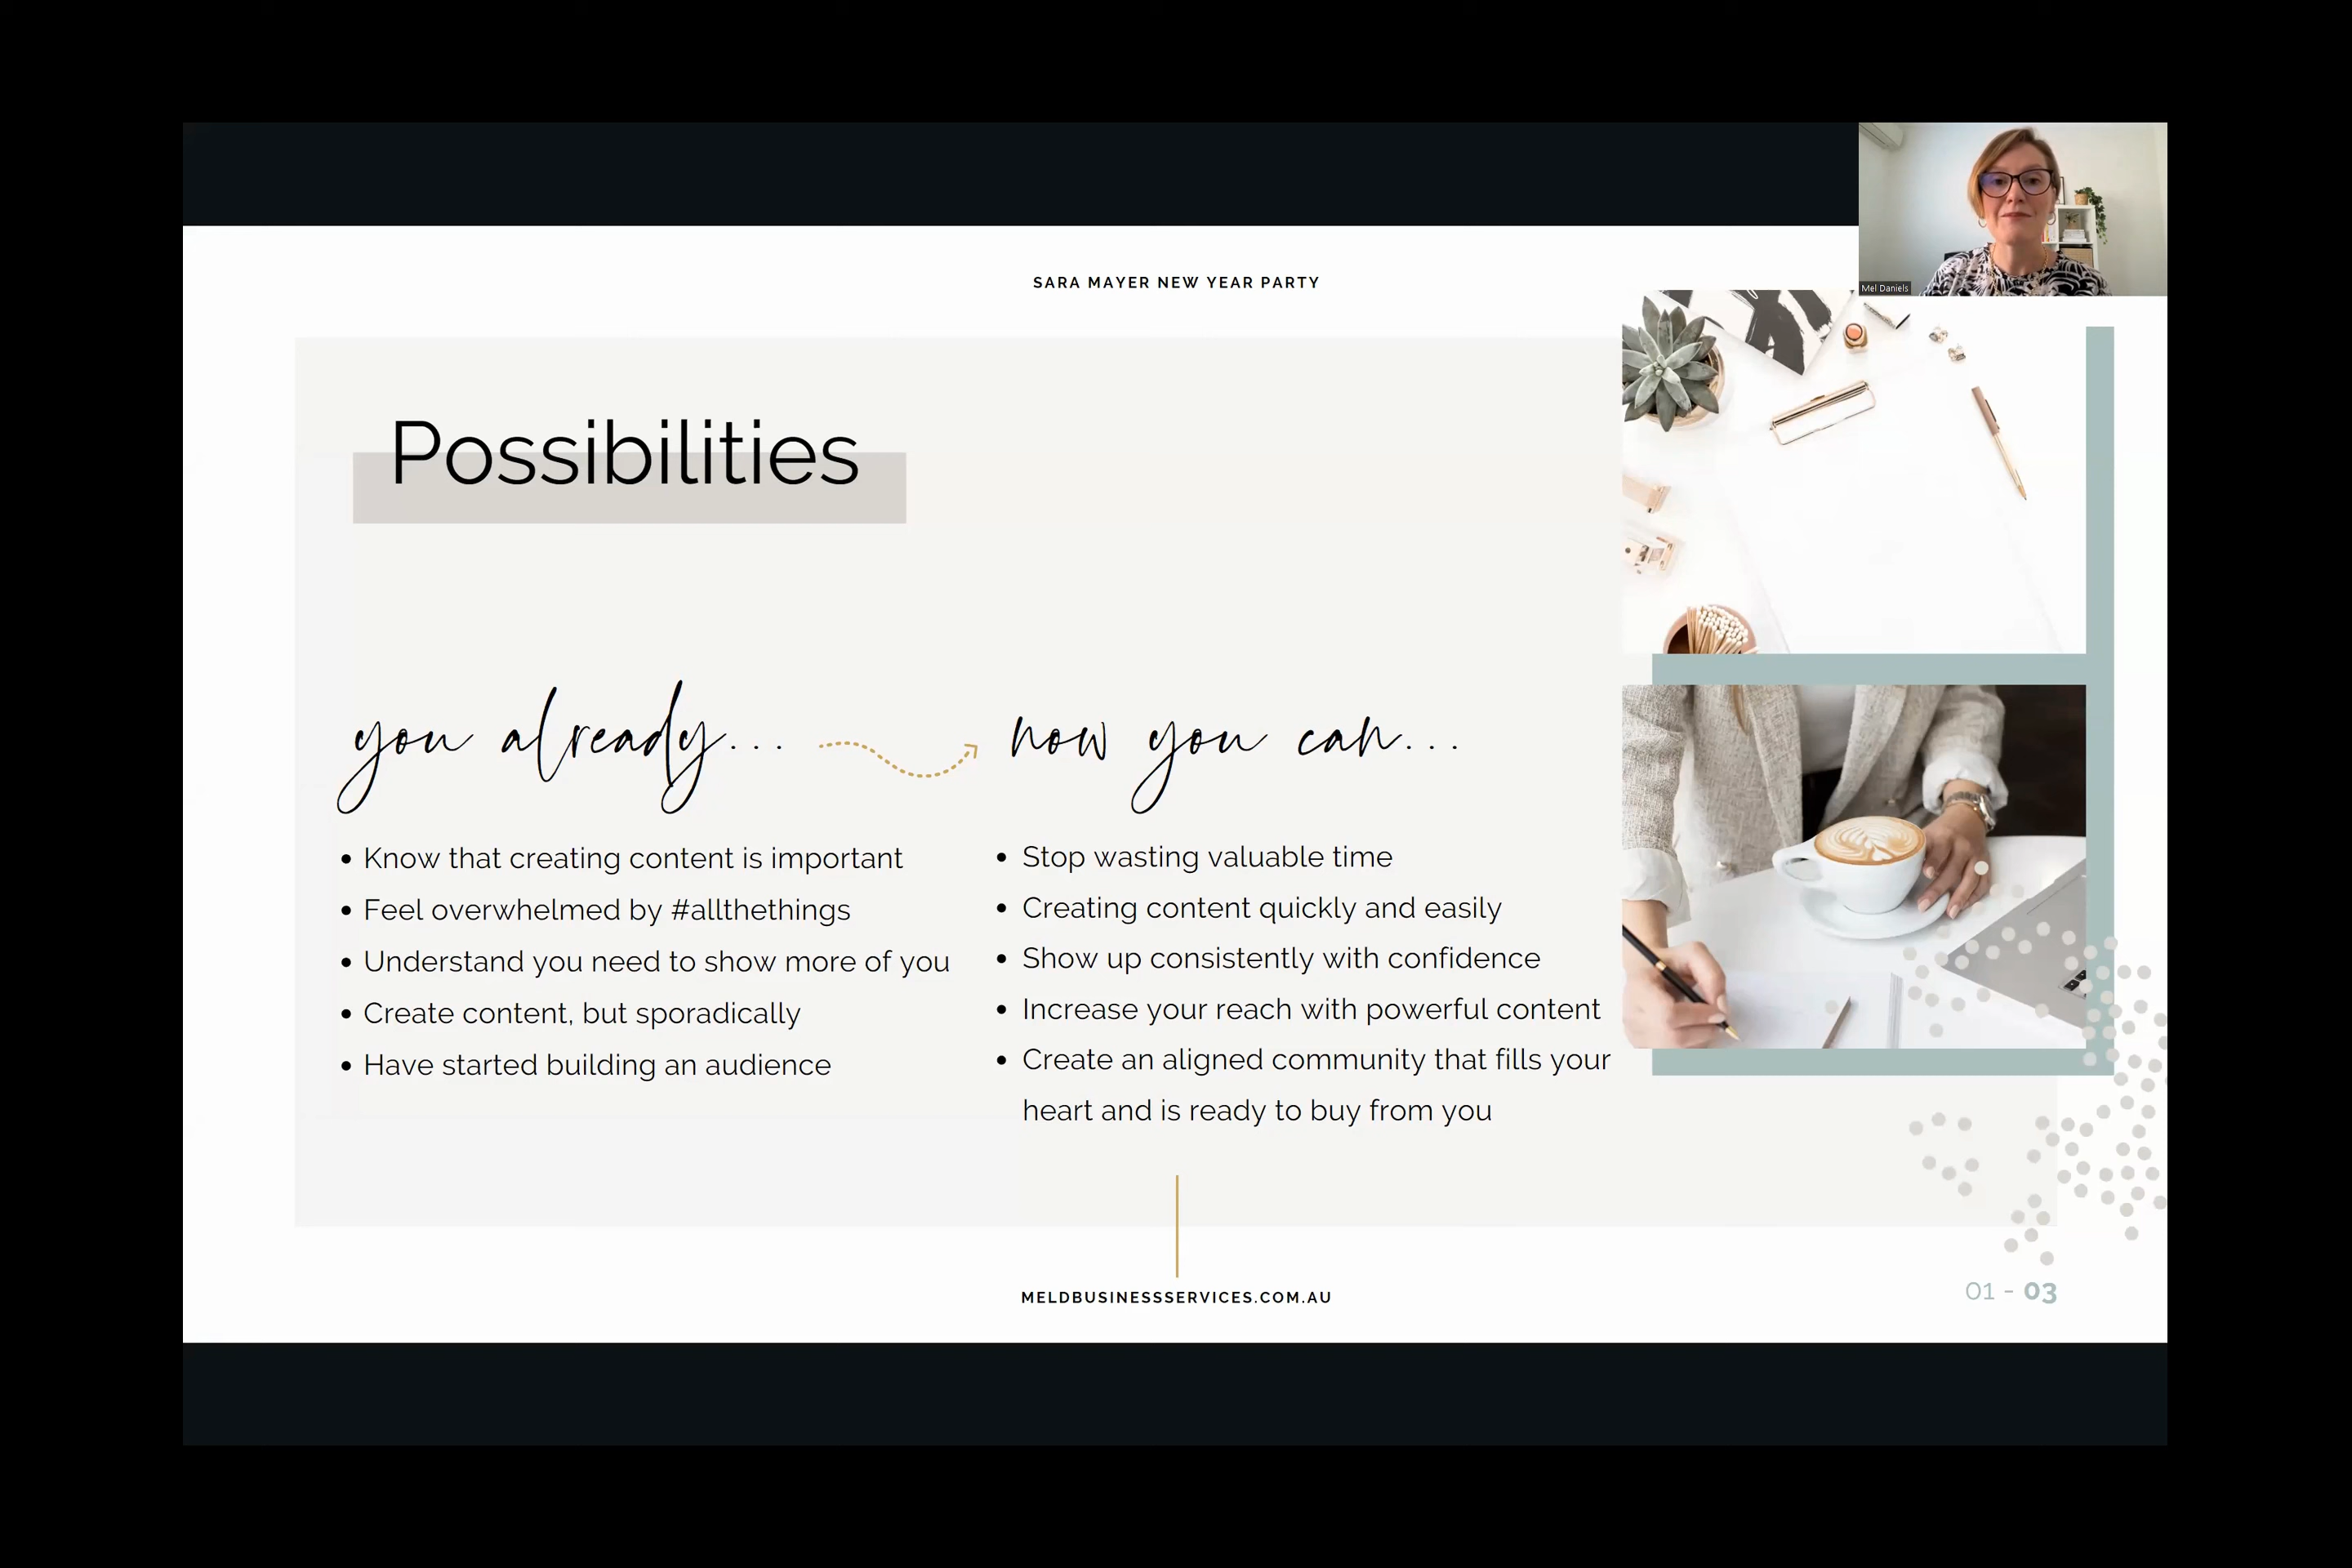 Mel Daniels
SARA MAYER NEW YEAR PARTY
Possibilities
you already...
• Know that creating content is important
• Feel overwhelmed by #allthethings
• Understand you need to show more of you
• Create content, but sporadically
• Have started building an audience
now you can...
• Stop wasting valuable time
• Creating content quickly and easily
• Show up consistently with confidence
• Increase your reach with powerful content
• Create an aligned community that fills your
heart and is ready to buy from you
MELDBUSINESSSERVICES.COM.AU
01 - 03